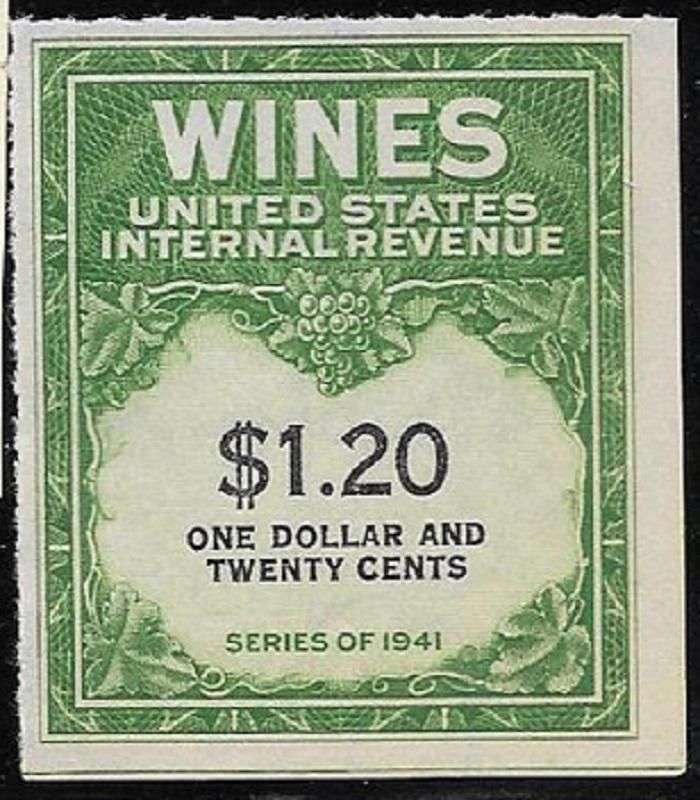 WINES
UNITED STATES
INTERNAL REVENUE
$1.20
ONE DOLLAR AND
TWENTY CENTS
SERIES OF 1941